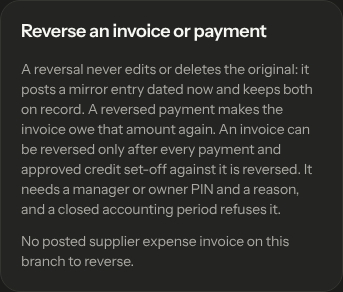 Reverse an invoice or payment
A reversal never edits or deletes the original: it
posts a mirror entry dated now and keeps both
on record. A reversed payment makes the
invoice owe that amount again. An invoice can
be reversed only after every payment and
approved credit set-off against it is reversed. It
needs a manager or owner PIN and a reason,
and a closed accounting period refuses it.
No posted supplier expense invoice on this
branch to reverse.